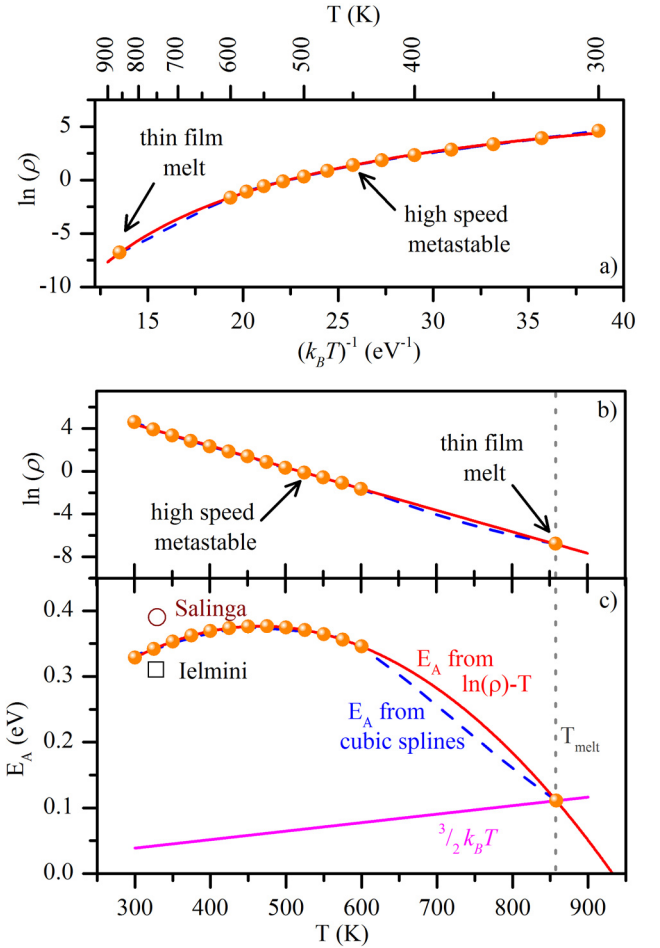 T (K)
900 800 700 600 500 400 300
5
0
-5
-10
ln (ρ)
thin film
melt
high speed
metastable
a)
15 20 25 30 35 40
(k_BT)^-1 (eV^-1)
b)
4
0
-4
-8
ln (ρ)
thin film
melt
high speed
metastable
c)
0.4
0.3
0.2
0.1
0.0
E_A (eV)
Salinga
Ielmini
E_A from
ln(ρ)-T
E_A from
cubic splines
T_melt
3/2 k_BT
300 400 500 600 700 800 900
T (K)